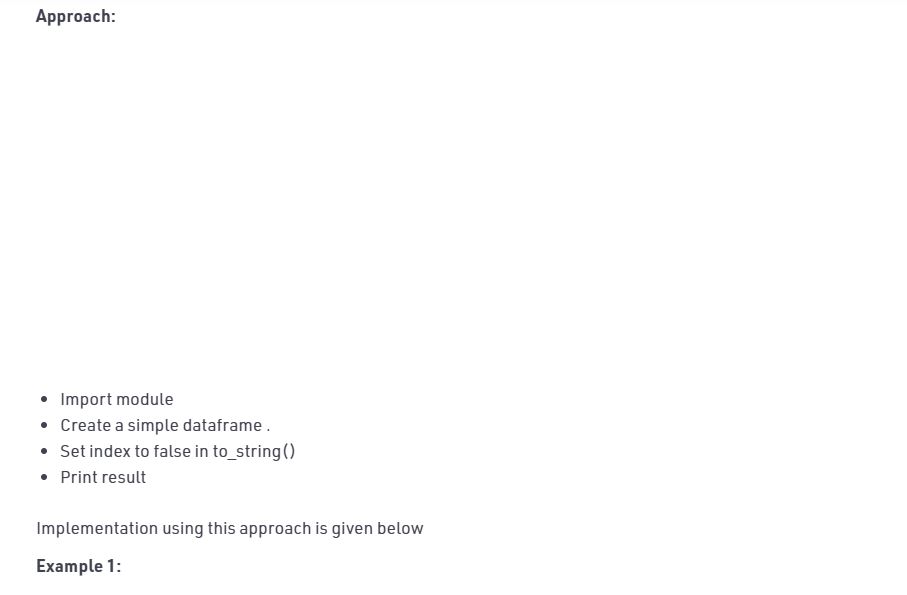 Approach:
Import module
Create a simple dataframe .
Set index to false in to_string()
Print result
Implementation using this approach is given below
Example 1: